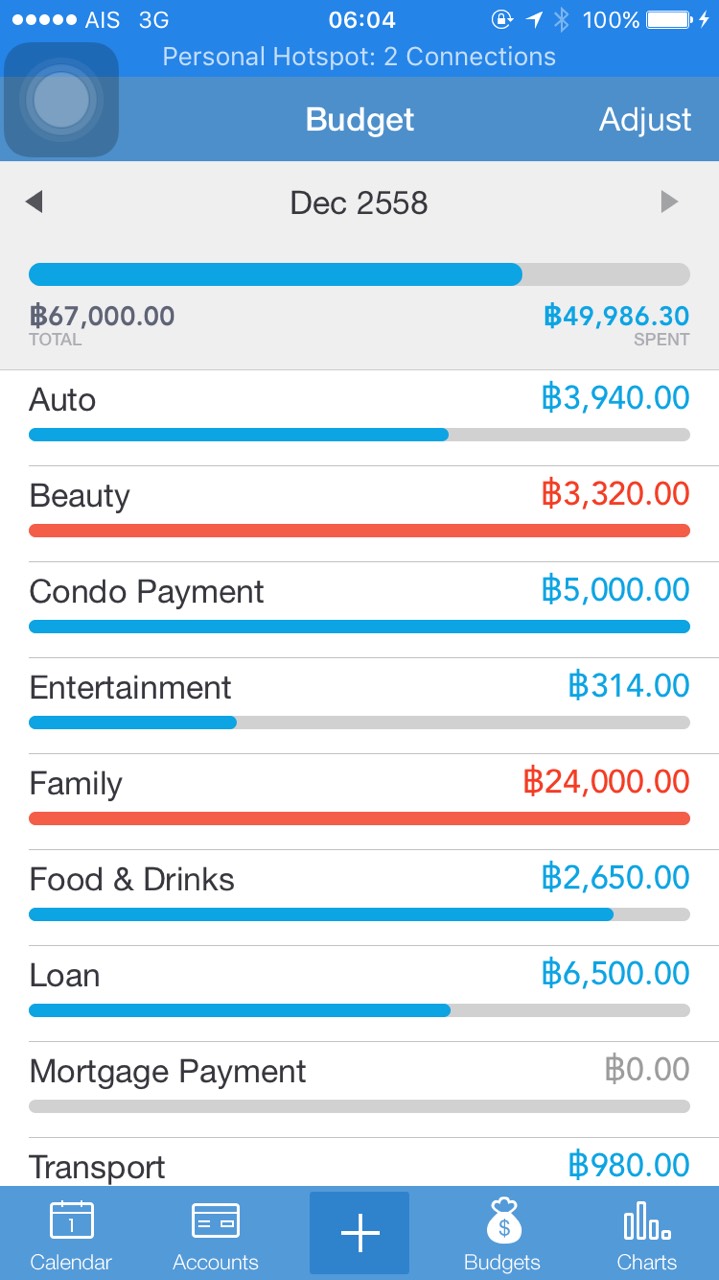 AIS 3G 06:04 100%
Personal Hotspot: 2 Connections
Budget Adjust
Dec 2558
฿67,000.00 ฿49,986.30
TOTAL SPENT
Auto ฿3,940.00
Beauty ฿3,320.00
Condo Payment ฿5,000.00
Entertainment ฿314.00
Family ฿24,000.00
Food & Drinks ฿2,650.00
Loan ฿6,500.00
Mortgage Payment ฿0.00
Transport ฿980.00
1 $
Calendar Accounts Budgets Charts